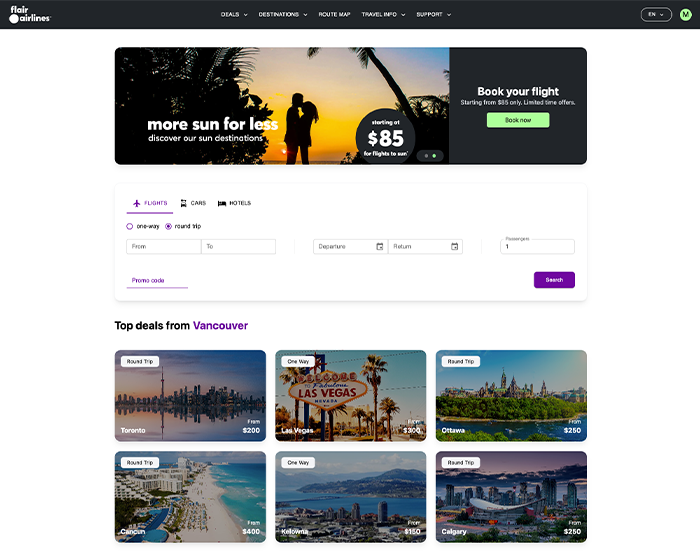 flair
airlines
DEALS DESTINATIONS ROUTE MAP TRAVEL INFO SUPPORT EN M
more sun for less
discover our sun destinations
starting at
$85
for flights to sun*
Book your flight
Starting from $85 only. Limited time offers.
Book now
FLIGHTS CARS HOTELS
one-way round trip
From To Departure Return Passengers
1
Promo code Search
Top deals from Vancouver
Round Trip One Way Round Trip
WELCOME
TO Fabulous
LAS VEGAS
NEVADA
From From From
Toronto $200 Las Vegas $300 Ottawa $250
Round Trip One Way Round Trip
From From From
Cancun $400 Kelowna $150 Calgary $250